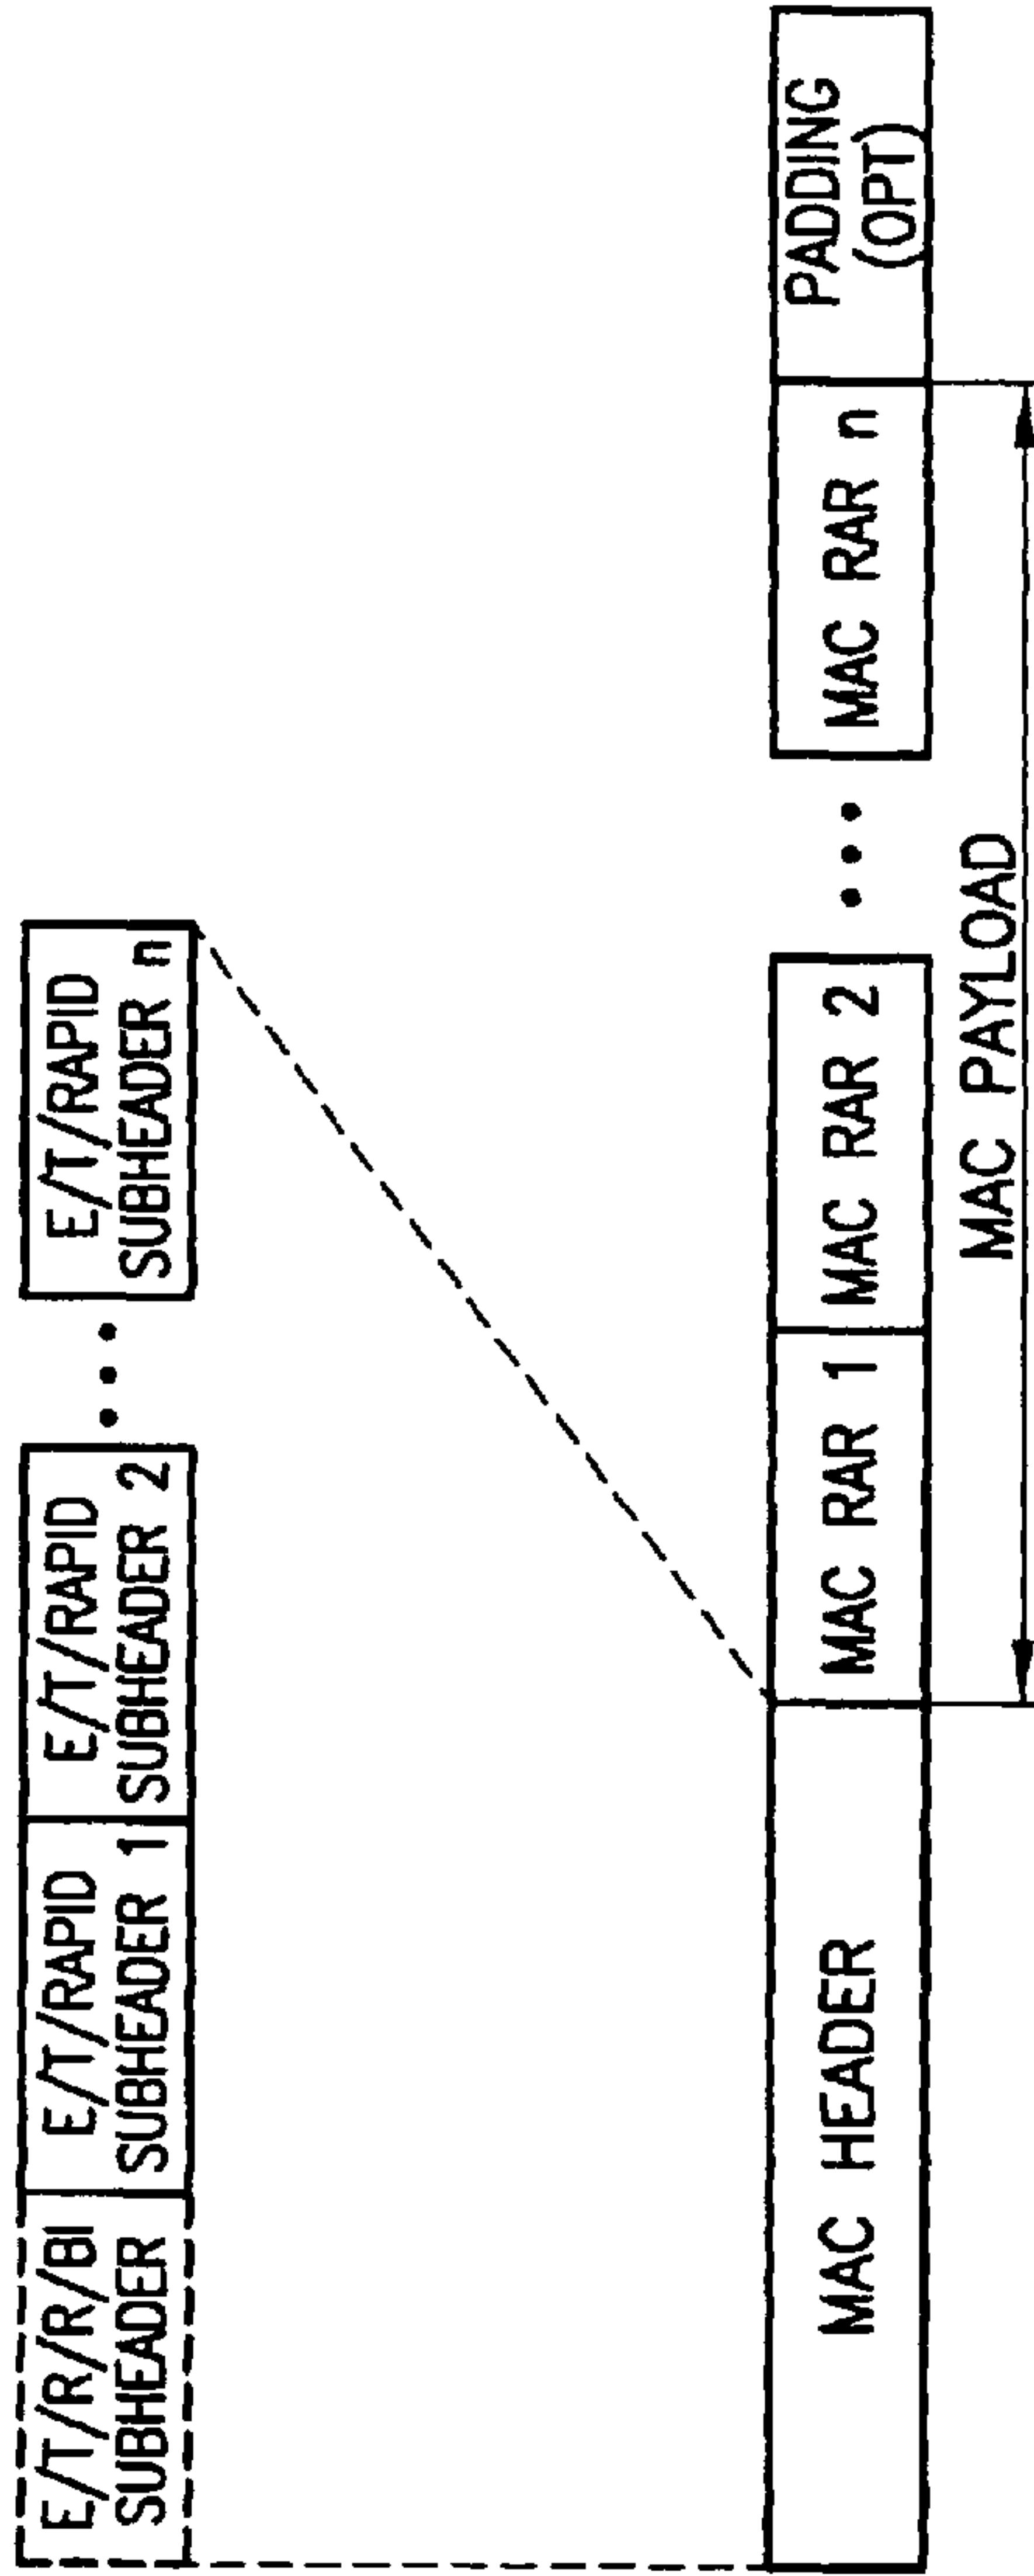 E/T/R/R/BI
SUBHEADER
E/T/RAPID
SUBHEADER 1
E/T/RAPID
SUBHEADER 2
•••
E/T/RAPID
SUBHEADER n
MAC HEADER
MAC RAR 1
MAC RAR 2
•••
MAC RAR n
PADDING
(OPT)
MAC PAYLOAD